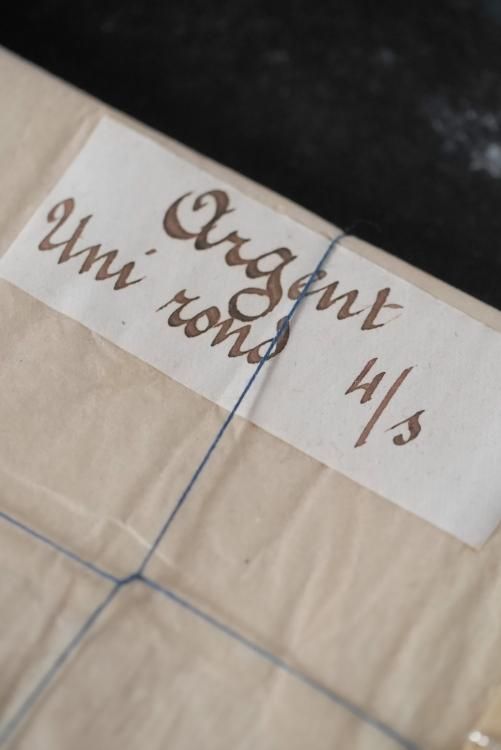 Argent
Uni rond
4/s